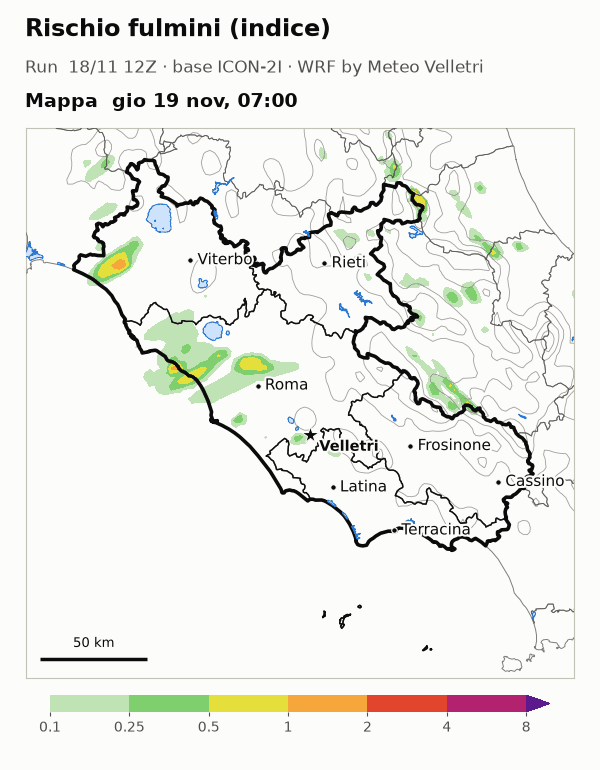 Rischio fulmini (indice)
Run  18/11 12Z · base ICON-2I · WRF by Meteo Velletri
Mappa  gio 19 nov, 07:00
Viterbo
Rieti
Roma
Velletri
Frosinone
Cassino
Latina
Terracina
50 km
0.1 0.25 0.5 1 2 4 8